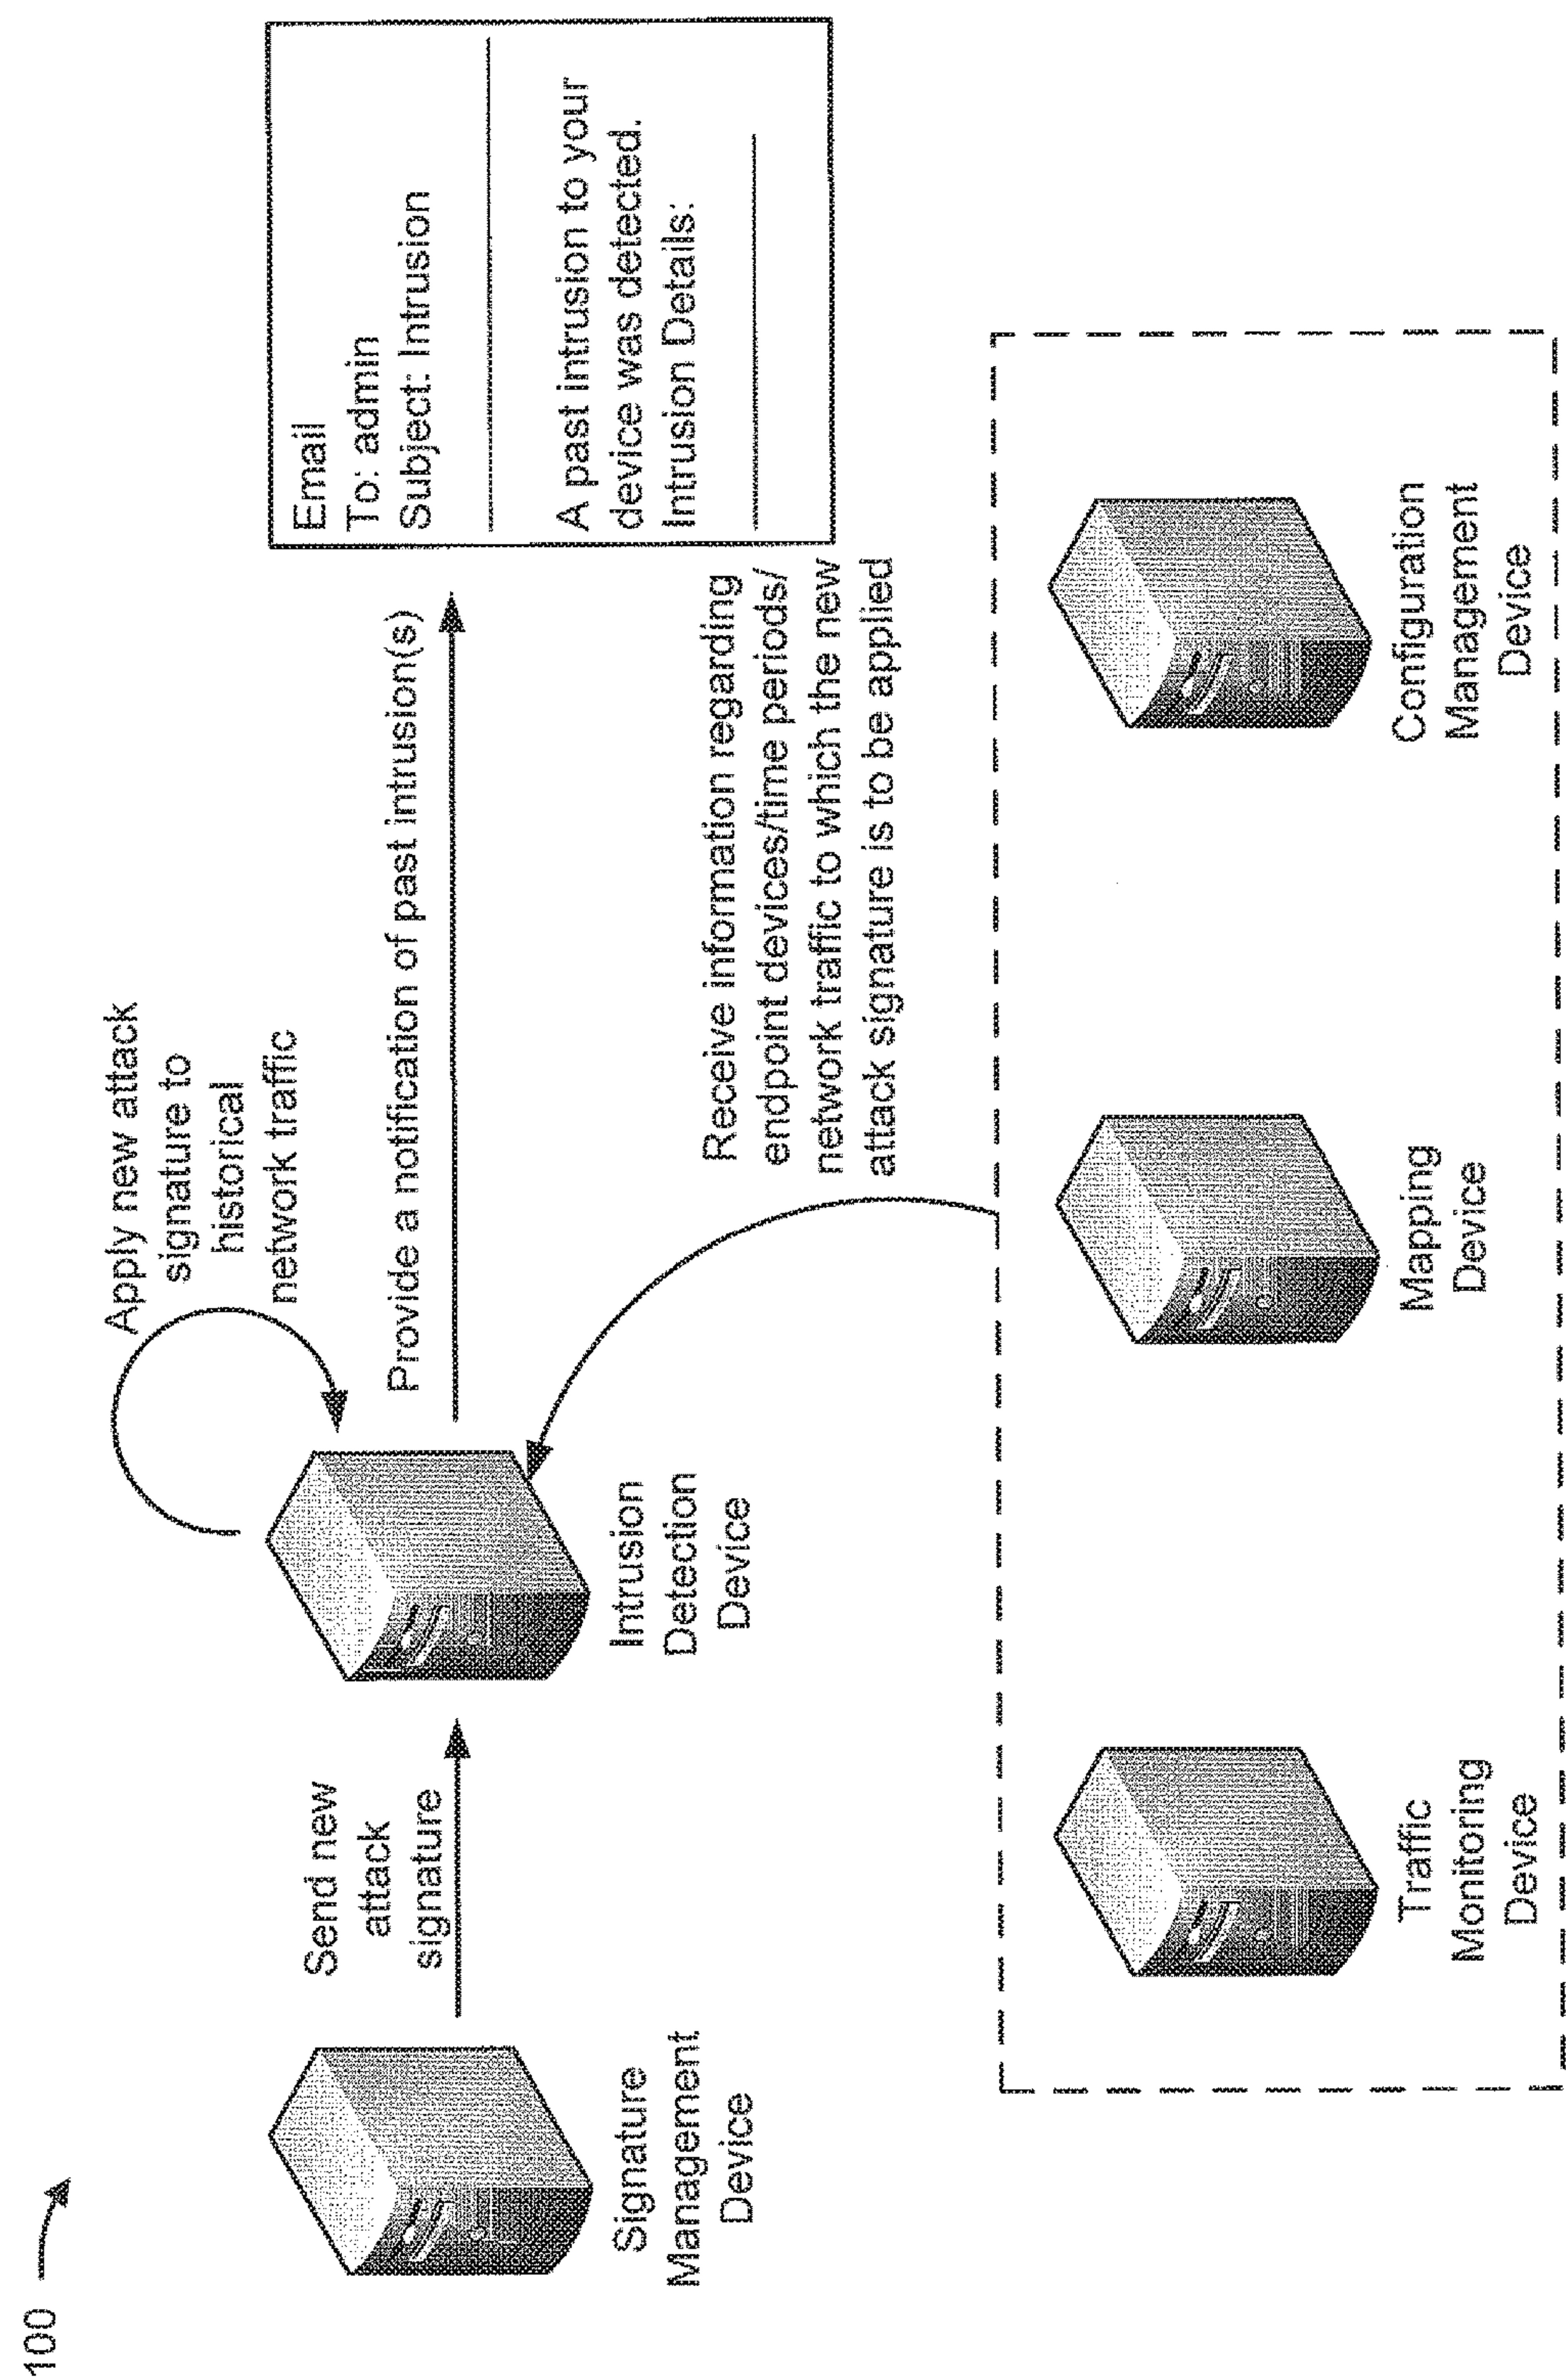 100
Apply new attack
signature to
historical
network traffic
Send new
attack
signature
Provide a notification of past intrusion(s)
Email
To: admin
Subject: Intrusion
A past intrusion to your
device was detected.
Intrusion Details:
Signature
Management
Device
Intrusion
Detection
Device
Receive information regarding
endpoint devices/time periods/
network traffic to which the new
attack signature is to be applied
Traffic
Monitoring
Device
Mapping
Device
Configuration
Management
Device